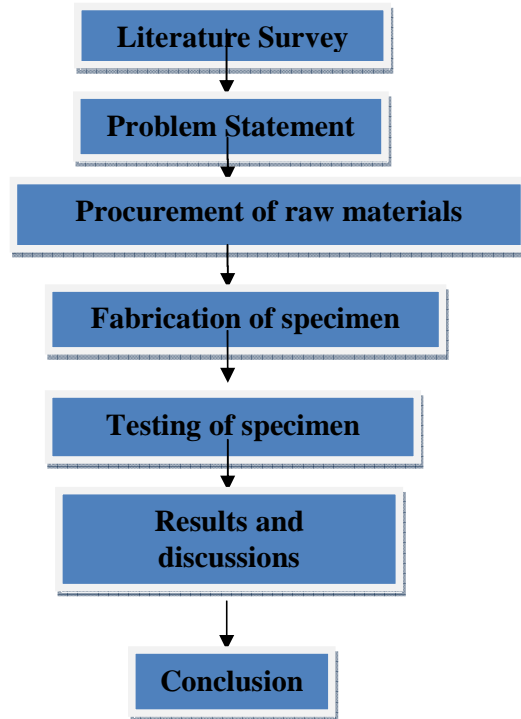 Literature Survey
Problem Statement
Procurement of raw materials
Fabrication of specimen
Testing of specimen
Results and
discussions
Conclusion